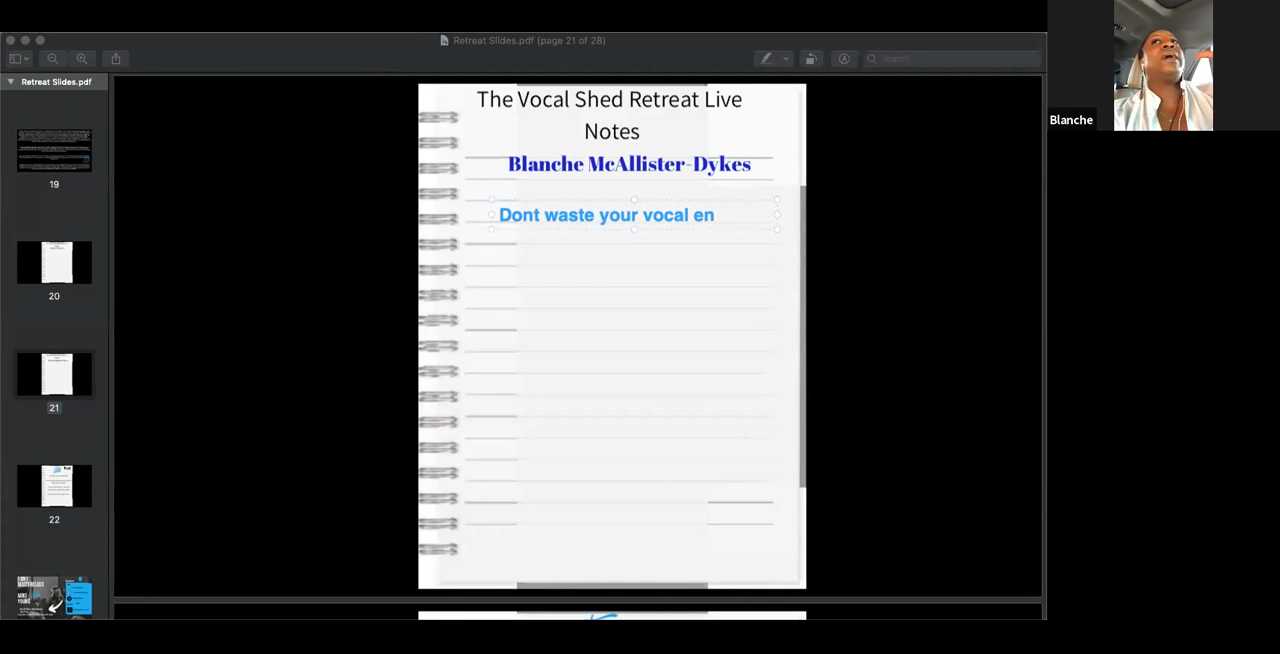 Retreat Slides.pdf (page 21 of 28)
Search
Retreat Slides.pdf
19
20
21
22
The Vocal Shed Retreat Live
Notes
Blanche McAllister-Dykes
Dont waste your vocal en
Blanche